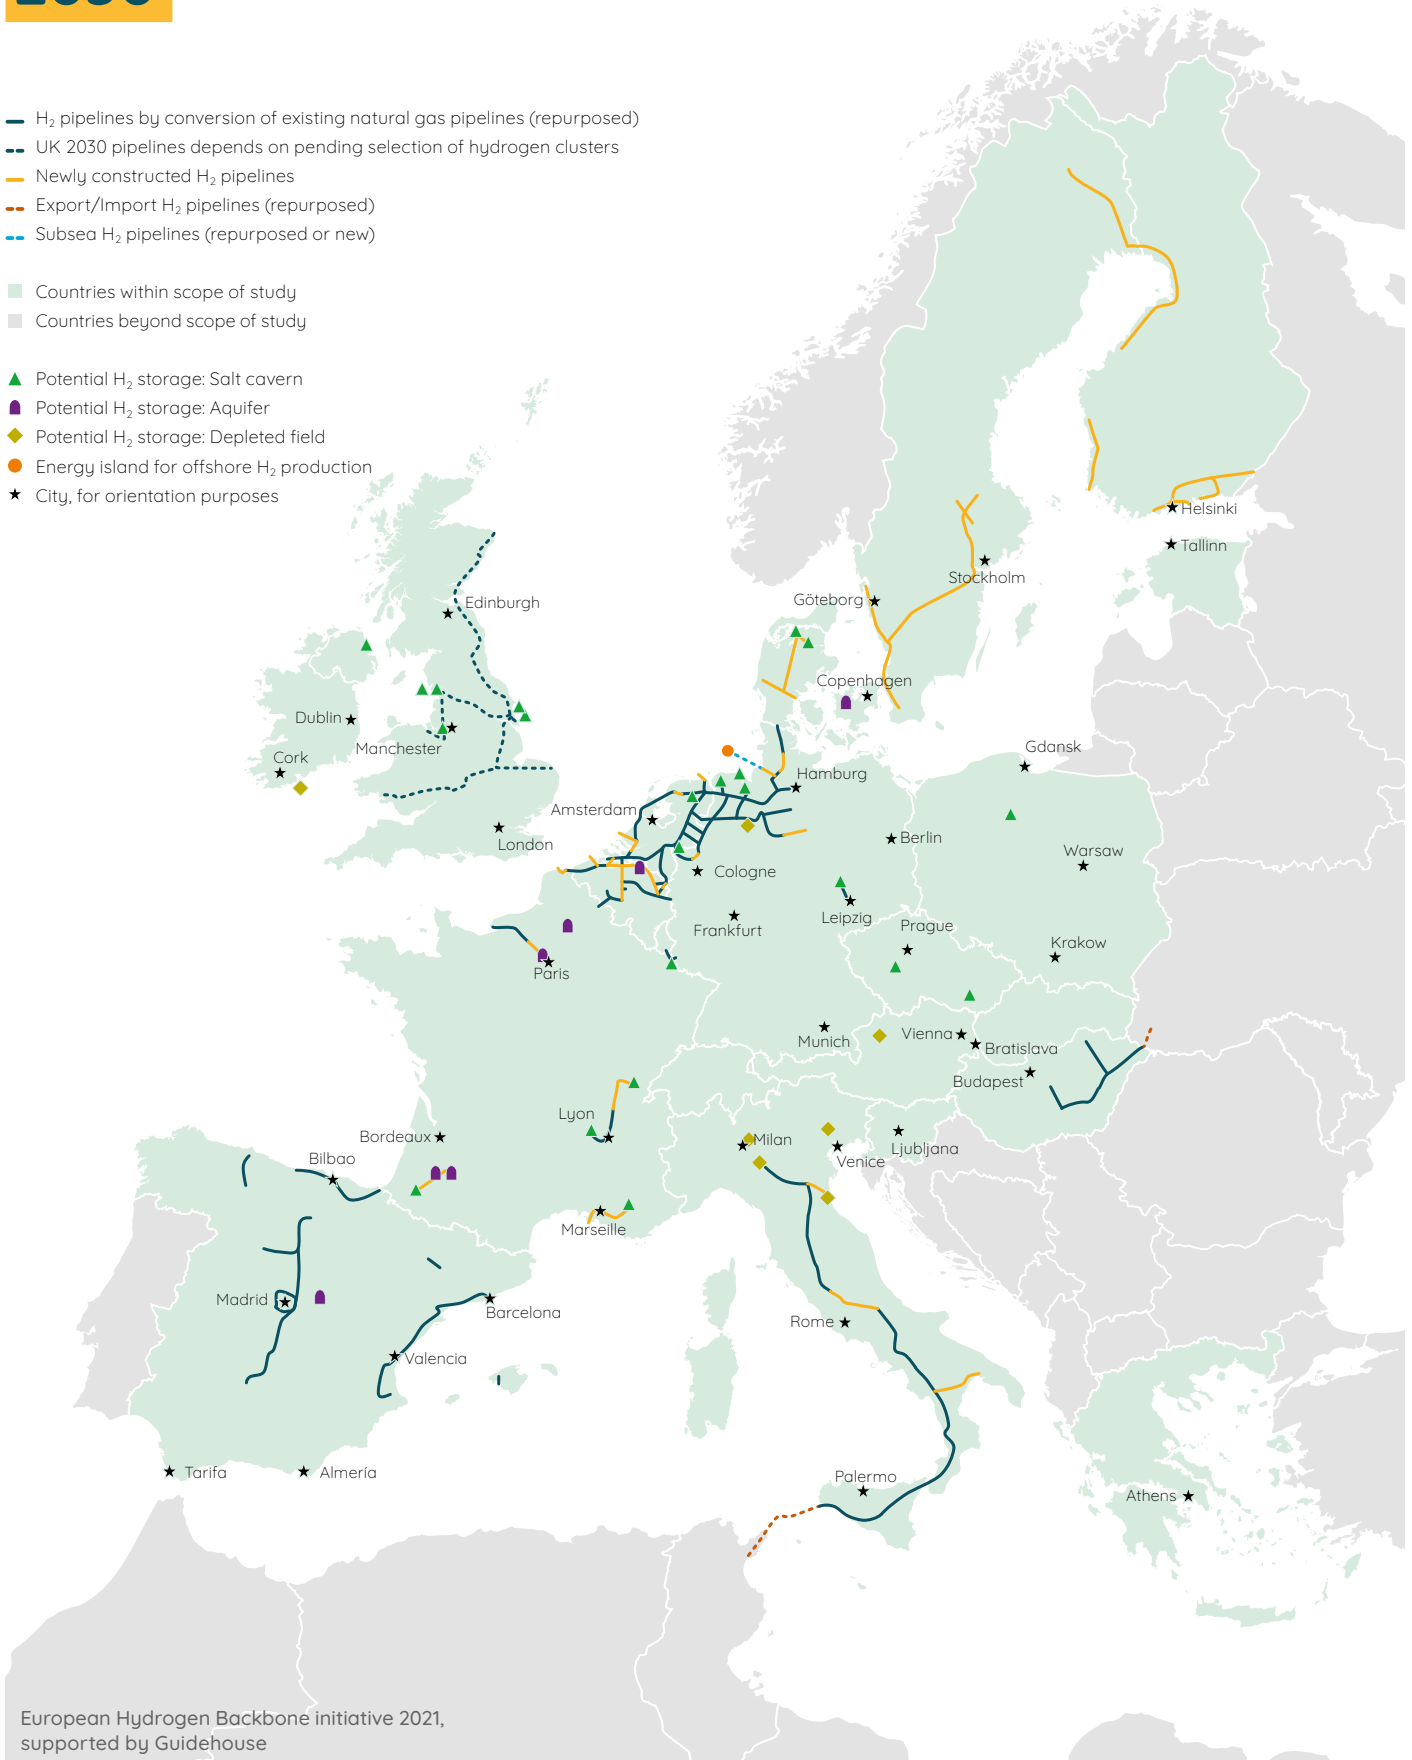 2030
H₂ pipelines by conversion of existing natural gas pipelines (repurposed)
UK 2030 pipelines depends on pending selection of hydrogen clusters
Newly constructed H₂ pipelines
Export/Import H₂ pipelines (repurposed)
Subsea H₂ pipelines (repurposed or new)
Countries within scope of study
Countries beyond scope of study
Potential H₂ storage: Salt cavern
Potential H₂ storage: Aquifer
Potential H₂ storage: Depleted field
Energy island for offshore H₂ production
City, for orientation purposes
Helsinki
Tallinn
Stockholm
Göteborg
Edinburgh
Copenhagen
Dublin
Manchester
Cork
Gdansk
Hamburg
Amsterdam
London
Berlin
Warsaw
Cologne
Leipzig
Frankfurt
Prague
Krakow
Paris
Munich
Vienna
Bratislava
Budapest
Lyon
Bordeaux
Milan
Venice
Ljubljana
Bilbao
Marseille
Madrid
Barcelona
Rome
Valencia
Tarifa
Almería
Palermo
Athens
European Hydrogen Backbone initiative 2021,
supported by Guidehouse